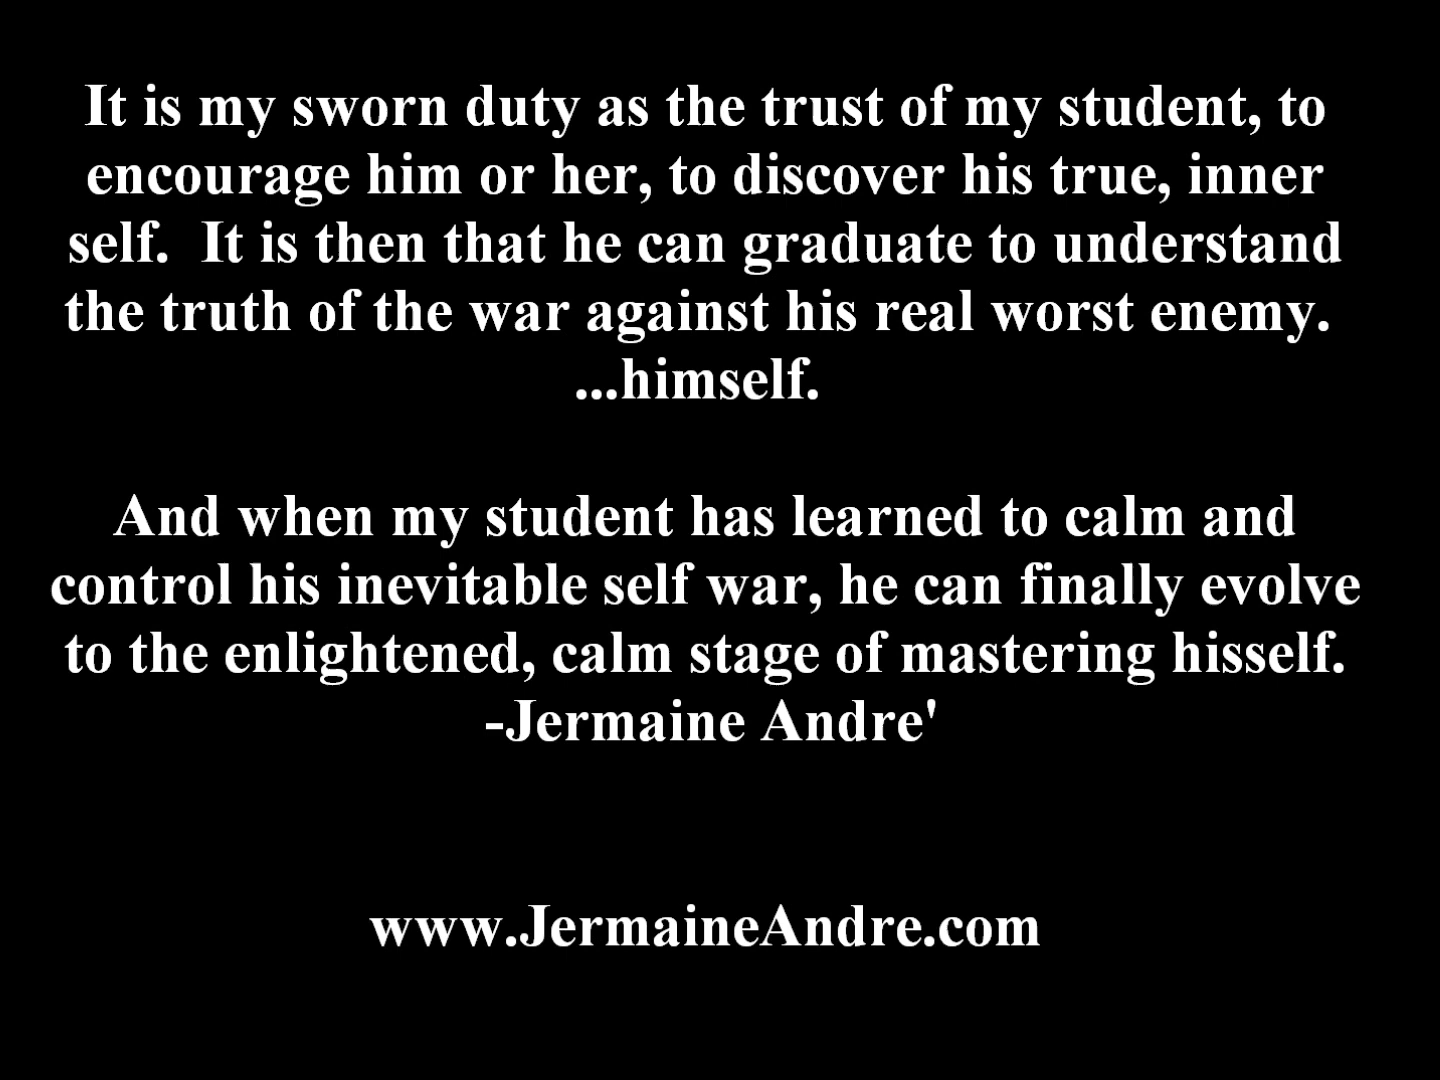 It is my sworn duty as the trust of my student, to
encourage him or her, to discover his true, inner
self.  It is then that he can graduate to understand
the truth of the war against his real worst enemy.
...himself.
And when my student has learned to calm and
control his inevitable self war, he can finally evolve
to the enlightened, calm stage of mastering hisself.
-Jermaine Andre'
www.JermaineAndre.com